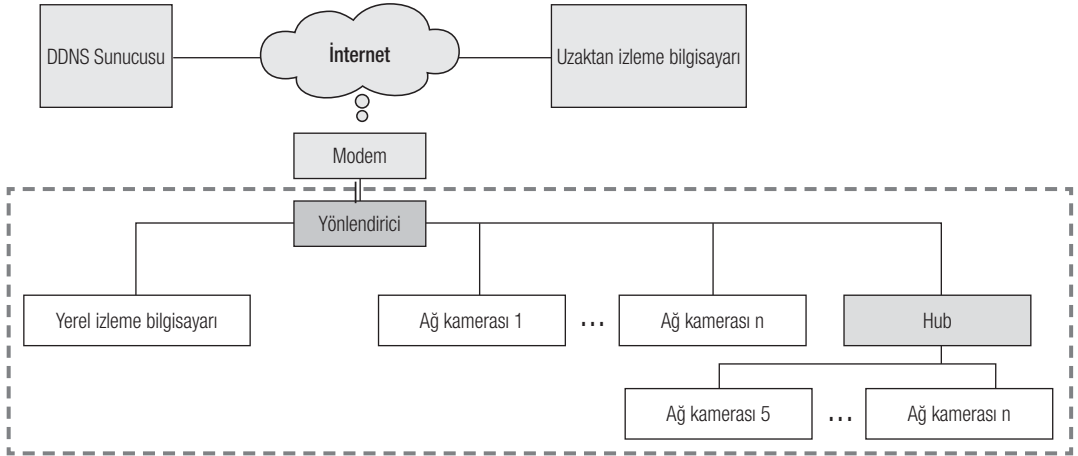 DDNS Sunucusu
İnternet
Uzaktan izleme bilgisayarı
Modem
Yönlendirici
Yerel izleme bilgisayarı
Ağ kamerası 1
...
Ağ kamerası n
Hub
Ağ kamerası 5
...
Ağ kamerası n